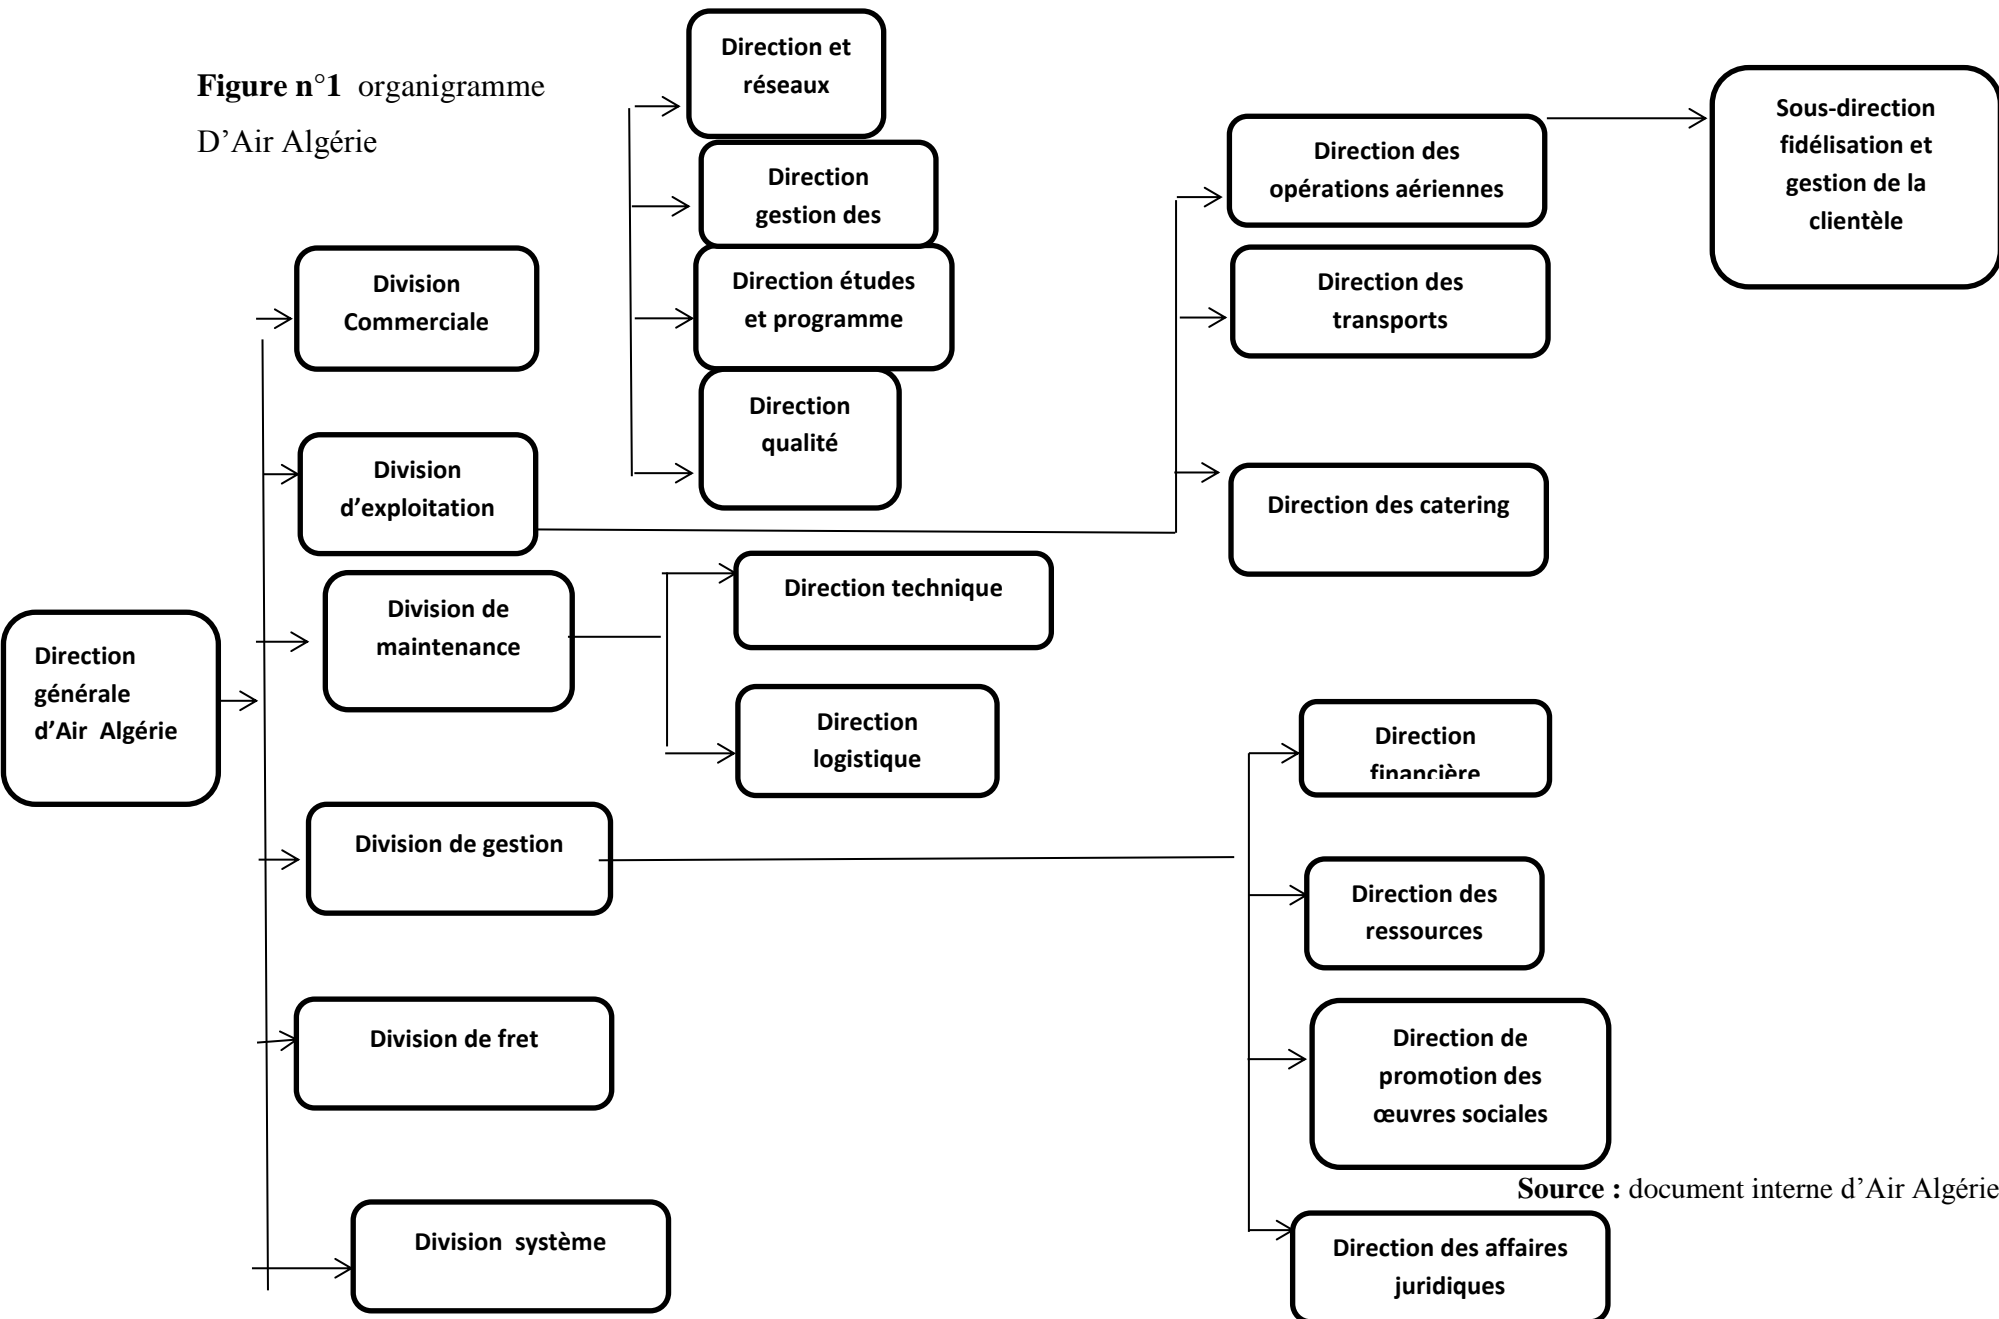 Figure n°1 organigramme
D’Air Algérie
Direction
générale
d’Air Algérie
Division
Commerciale
Division
d’exploitation
Division de
maintenance
Division de gestion
Division de fret
Division système
Direction et
réseaux
Direction
gestion des
Direction études
et programme
Direction
qualité
Direction technique
Direction
logistique
Direction des
opérations aériennes
Direction des
transports
Direction des catering
Sous-direction
fidélisation et
gestion de la
clientèle
Direction
financière
Direction des
ressources
Direction de
promotion des
œuvres sociales
Source : document interne d’Air Algérie
Direction des affaires
juridiques